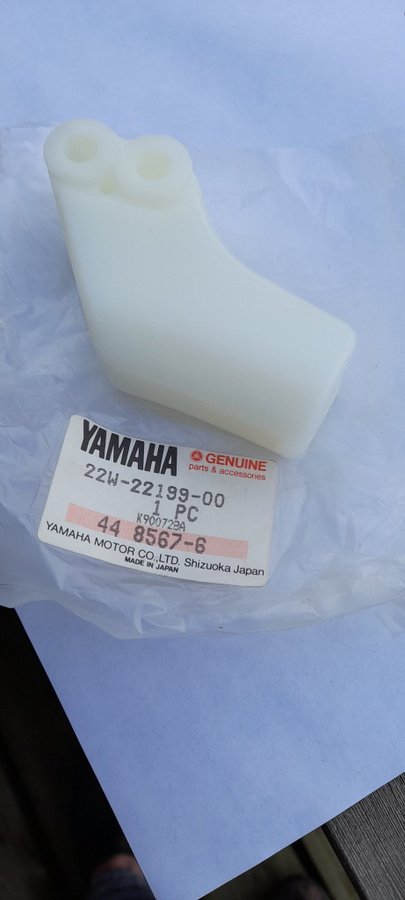 YAMAHA GENUINE
parts & accessories
22W-22199-00
1 PC
K90072BA
44 8567-6
YAMAHA MOTOR CO.,LTD. Shizuoka Japan
MADE IN JAPAN